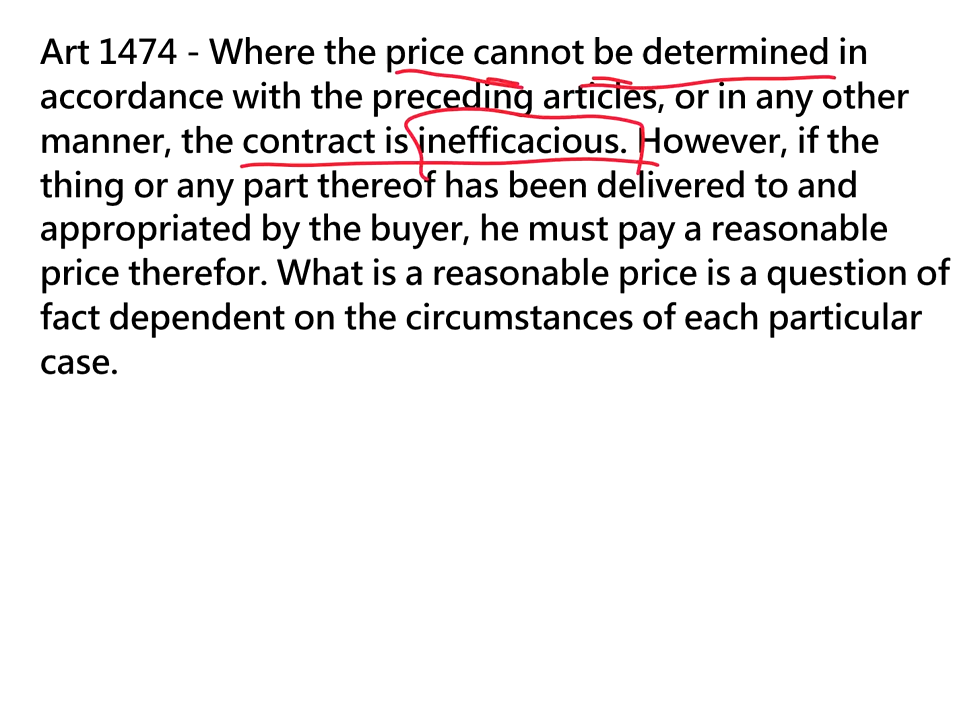 Art 1474 - Where the price cannot be determined in
accordance with the preceding articles, or in any other
manner, the contract is inefficacious. However, if the
thing or any part thereof has been delivered to and
appropriated by the buyer, he must pay a reasonable
price therefor. What is a reasonable price is a question of
fact dependent on the circumstances of each particular
case.